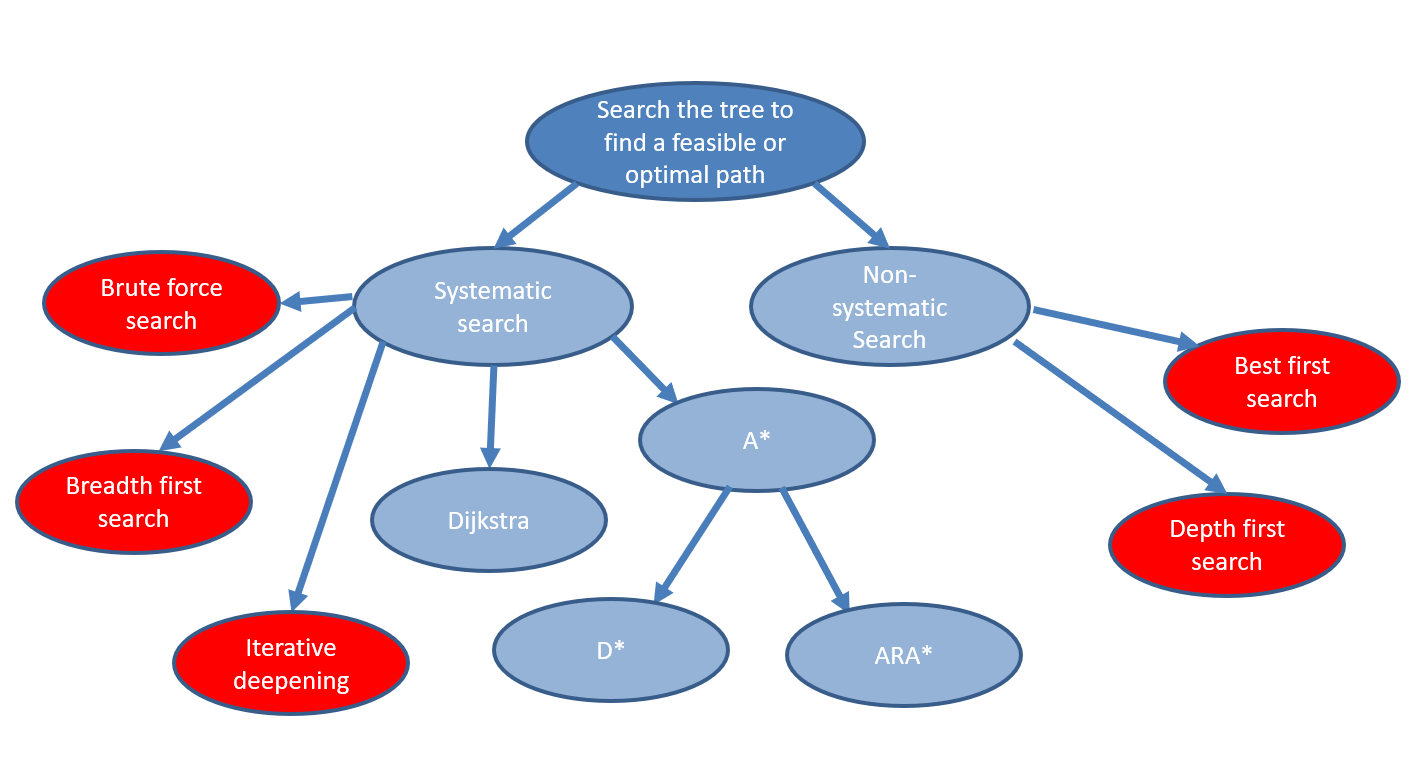 Search the tree to
find a feasible or
optimal path
Brute force
search
Systematic
search
Non-
systematic
Search
Best first
search
A*
Breadth first
search
Dijkstra
Depth first
search
Iterative
deepening
D*
ARA*